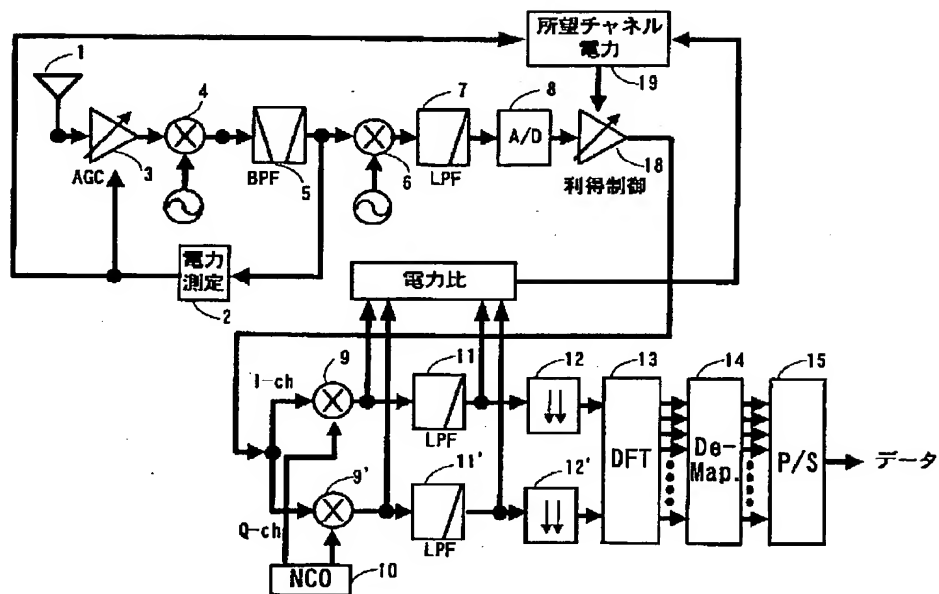 所望チャネル
電力
19
1
4
7
8
A/D
3
AGC
5
BPF
6
LPF
18
利得制御
電力
測定
2
電力比
9
11
12
13
14
15
I-ch
LPF
9'
11'
12'
DFT
De-
Map.
P/S
データ
Q-ch
LPF
NCO
10